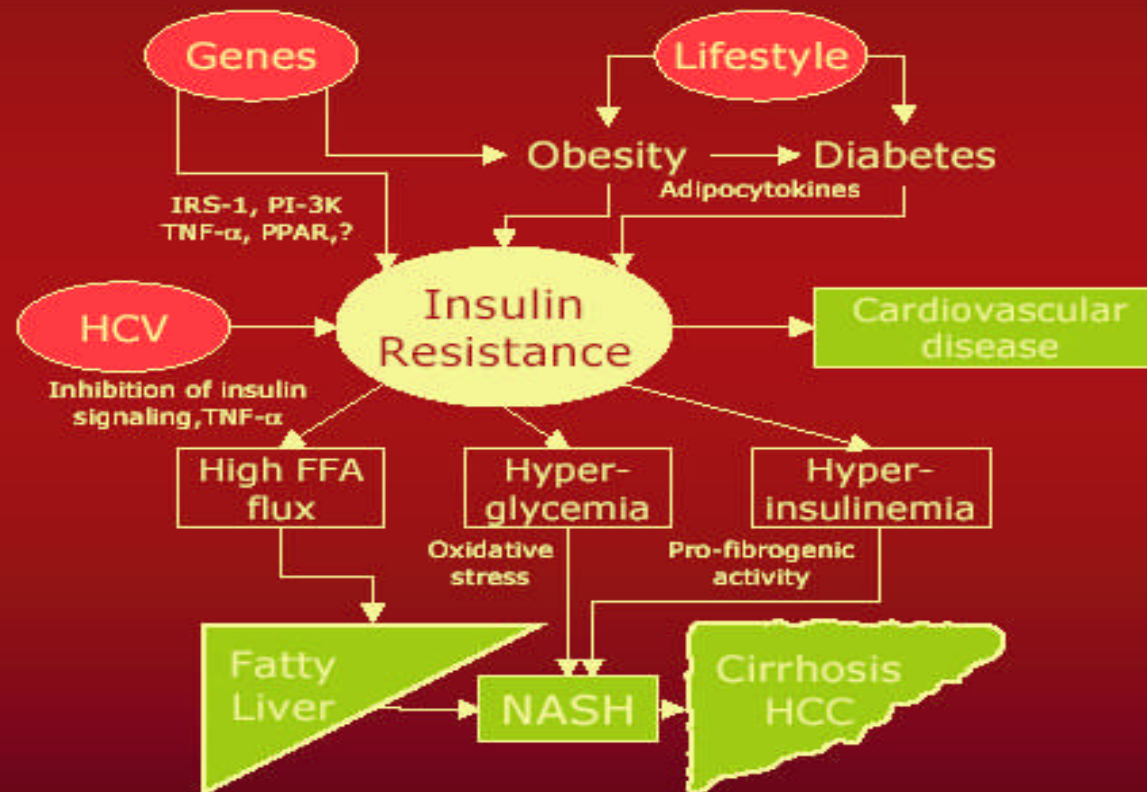 Genes
Lifestyle
Obesity
Diabetes
Adipocytokines
IRS-1, PI-3K
TNF-α, PPAR,?
Insulin
Resistance
HCV
Cardiovascular
disease
Inhibition of insulin
signaling,TNF-α
High FFA
flux
Hyper-
glycemia
Hyper-
insulinemia
Oxidative
stress
Pro-fibrogenic
activity
Fatty
Liver
NASH
Cirrhosis
HCC